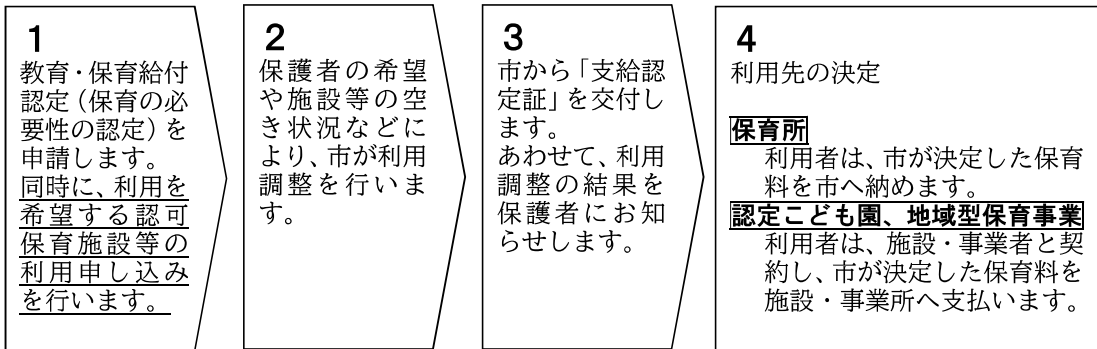 1
教育・保育給付
認定（保育の必
要性の認定）を
申請します。
同時に、利用を
希望する認可
保育施設等の
利用申し込み
を行います。
2
保護者の希望
や施設等の空
き状況などに
より、市が利用
調整を行いま
す。
3
市から「支給認
定証」を交付し
ます。
あわせて、利用
調整の結果を
保護者にお知
らせします。
4
利用先の決定
保育所
利用者は、市が決定した保育
料を市へ納めます。
認定こども園、地域型保育事業
利用者は、施設・事業者と契
約し、市が決定した保育料を
施設・事業所へ支払います。